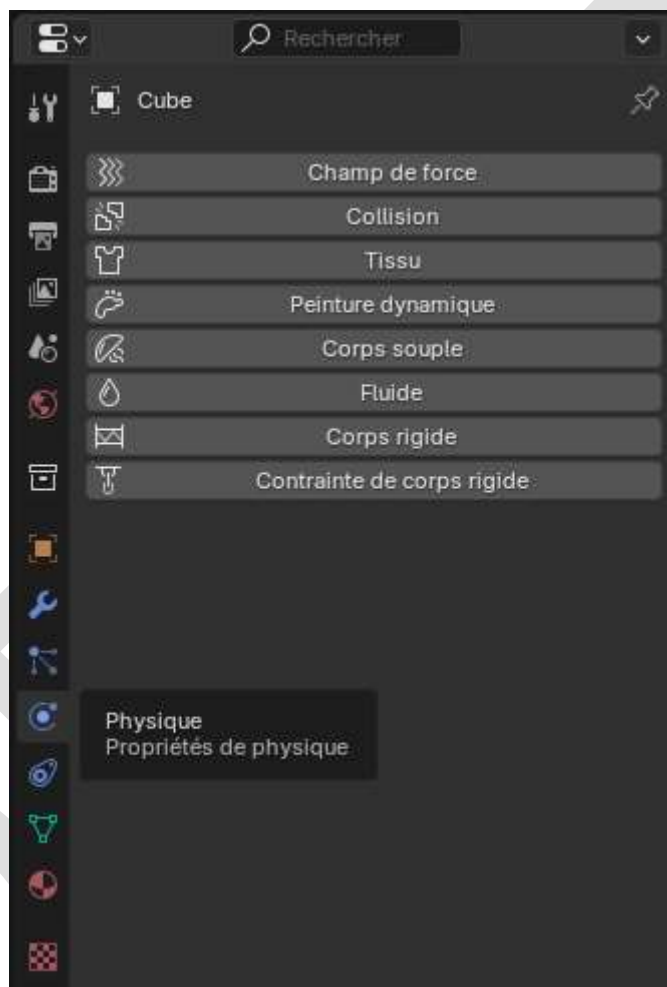 Rechercher
Cube
Champ de force
Collision
Tissu
Peinture dynamique
Corps souple
Fluide
Corps rigide
Contrainte de corps rigide
Physique
Propriétés de physique